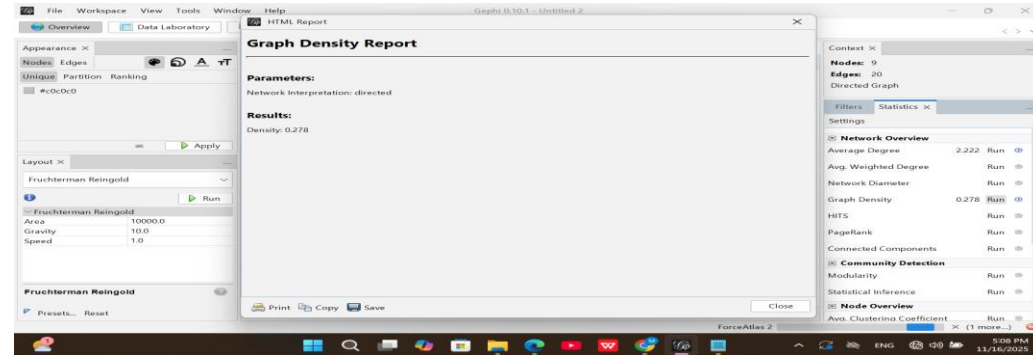 File Workspace View Tools Window Help
Gephi 0.10.1 - Untitled 2
Overview Data Laboratory
HTML Report
Appearance
Nodes Edges
Unique Partition Ranking
#c0c0c0
Apply
Layout
Fruchterman Reingold
Run
Fruchterman Reingold
Area 10000.0
Gravity 10.0
Speed 1.0
Fruchterman Reingold
Presets... Reset
Graph Density Report
Parameters:
Network Interpretation: directed
Results:
Density: 0.278
Print Copy Save Close
Context
Nodes: 9
Edges: 20
Directed Graph
Filters Statistics
Settings
Network Overview
Average Degree 2.222 Run
Avg. Weighted Degree Run
Network Diameter Run
Graph Density 0.278 Run
HITS Run
PageRank Run
Connected Components Run
Community Detection
Modularity Run
Statistical Inference Run
Node Overview
Avg. Clustering Coefficient Run
ForceAtlas 2 (1 more...)
ENG
5:08 PM
11/16/2025